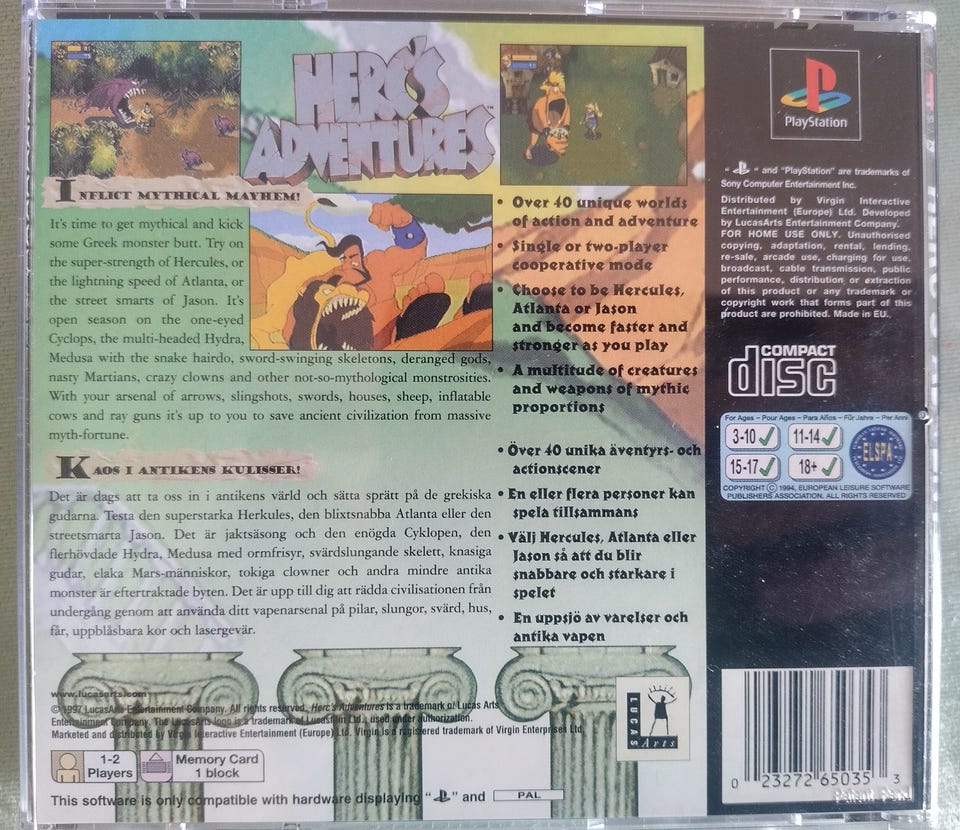 HERC'S
ADVENTURES™
INFLICT MYTHICAL MAYHEM!
It's time to get mythical and kick
some Greek monster butt. Try on
the super-strength of Hercules, or
the lightning speed of Atlanta, or
the street smarts of Jason. It's
open season on the one-eyed
Cyclops, the multi-headed Hydra,
Medusa with the snake hairdo, sword-swinging skeletons, deranged gods,
nasty Martians, crazy clowns and other not-so-mythological monstrosities.
With your arsenal of arrows, slingshots, swords, houses, sheep, inflatable
cows and ray guns it's up to you to save ancient civilization from massive
myth-fortune.
KAOS I ANTIKENS KULISSER!
Det är dags att ta oss in i antikens värld och sätta sprätt på de grekiska
gudarna. Testa den superstarka Herkules, den blixtsnabba Atlanta eller den
streetsmarta Jason. Det är jaktsäsong och den enögda Cyklopen, den
flerhövdade Hydra, Medusa med ormfrisyr, svärdslungande skelett, knasiga
gudar, elaka Mars-människor, tokiga clowner och andra mindre antika
monster är eftertraktade byten. Det är upp till dig att rädda civilisationen från
undergång genom att använda ditt vapenarsenal på pilar, slungor, svärd, hus,
får, uppblåsbara kor och lasergevär.
• Over 40 unique worlds
of action and adventure
• Single or two-player
cooperative mode
• Choose to be Hercules,
Atlanta or Jason
and become faster and
stronger as you play
• A multitude of creatures
and weapons of mythic
proportions
• Över 40 unika äventyrs- och
actionscener
• En eller flera personer kan
spela tillsammans
• Välj Hercules, Atlanta eller
Jason så att du blir
snabbare och starkare i
spelet
• En uppsjö av varelser och
antika vapen
PlayStation
" " and "PlayStation" are trademarks of
Sony Computer Entertainment Inc.
Distributed by Virgin Interactive
Entertainment (Europe) Ltd. Developed
by LucasArts Entertainment Company.
FOR HOME USE ONLY. Unauthorised
copying, adaptation, rental, lending,
re-sale, arcade use, charging for use,
broadcast, cable transmission, public
performance, distribution or extraction
of this product or any trademark or
copyright work that forms part of this
product are prohibited. Made in EU.
COMPACT
disc
For Ages – Pour Ages – Para Años – Für Jahre – Per Anni
3-10 11-14
15-17 18+
ELSPA
COPYRIGHT © 1994, EUROPEAN LEISURE SOFTWARE
PUBLISHERS ASSOCIATION, ALL RIGHTS RESERVED
www.lucasarts.com
© 1997 LucasArts Entertainment Company. All rights reserved. Herc's Adventures is a trademark of Lucas Arts
Entertainment Company. The LucasArts logo is a trademark of Lucasfilm Ltd., used under authorization.
Marketed and distributed by Virgin Interactive Entertainment (Europe) Ltd. Virgin is a registered trademark of Virgin Enterprises Ltd.
LUCAS
Arts
1-2
Players
Memory Card
1 block
This software is only compatible with hardware displaying " " and PAL
0 23272 65035 3